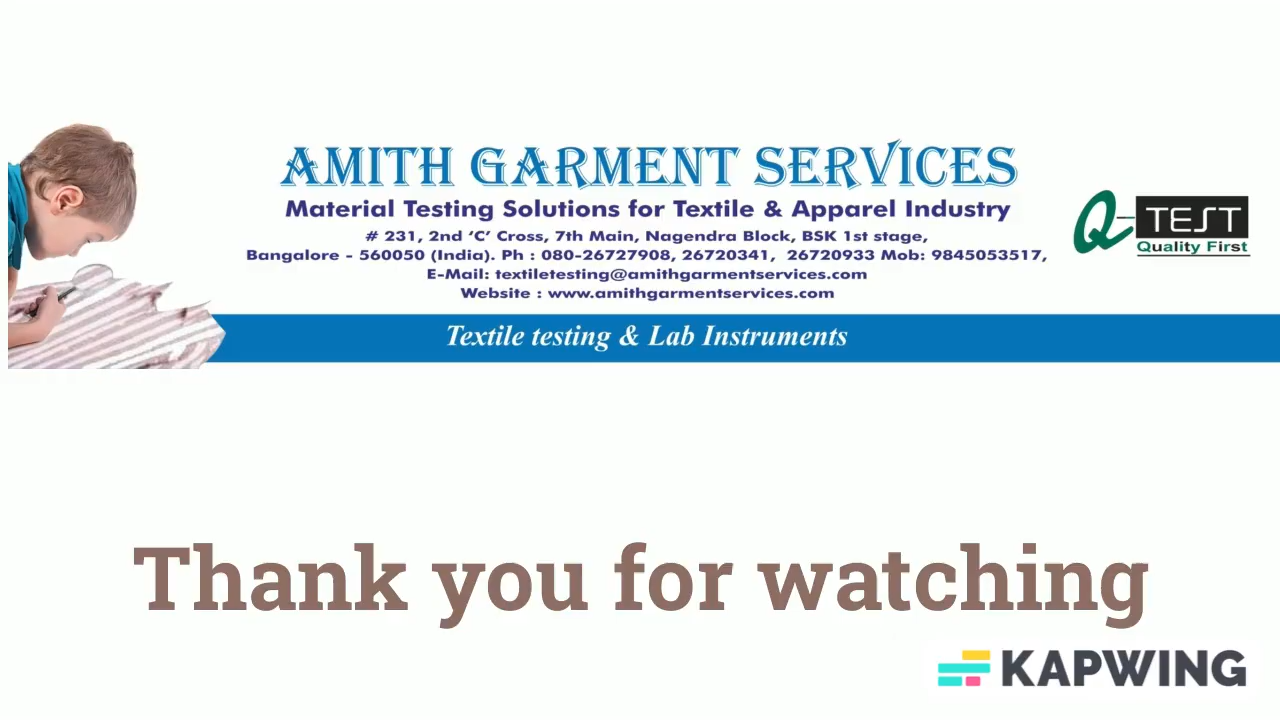 AMITH GARMENT SERVICES
Material Testing Solutions for Textile & Apparel Industry
# 231, 2nd ‘C’ Cross, 7th Main, Nagendra Block, BSK 1st stage,
Bangalore - 560050 (India). Ph : 080-26727908, 26720341, 26720933 Mob: 9845053517,
E-Mail: textiletesting@amithgarmentservices.com
Website : www.amithgarmentservices.com
Q-TEST
Quality First
Textile testing & Lab Instruments
Thank you for watching
KAPWING